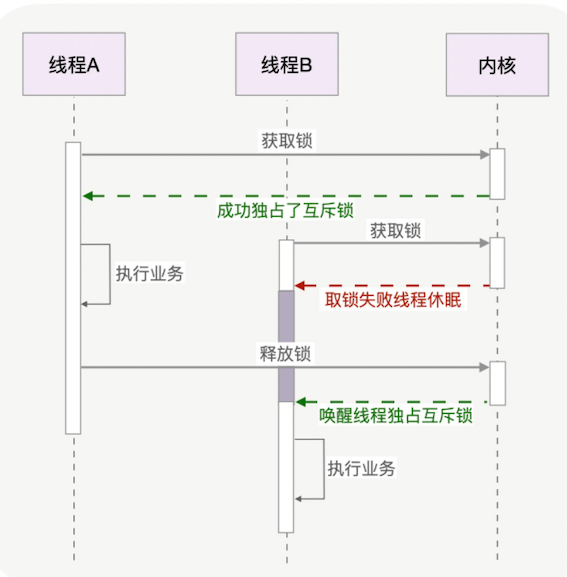 线程A
线程B
内核
获取锁
成功独占了互斥锁
获取锁
执行业务
取锁失败线程休眠
释放锁
唤醒线程独占互斥锁
执行业务